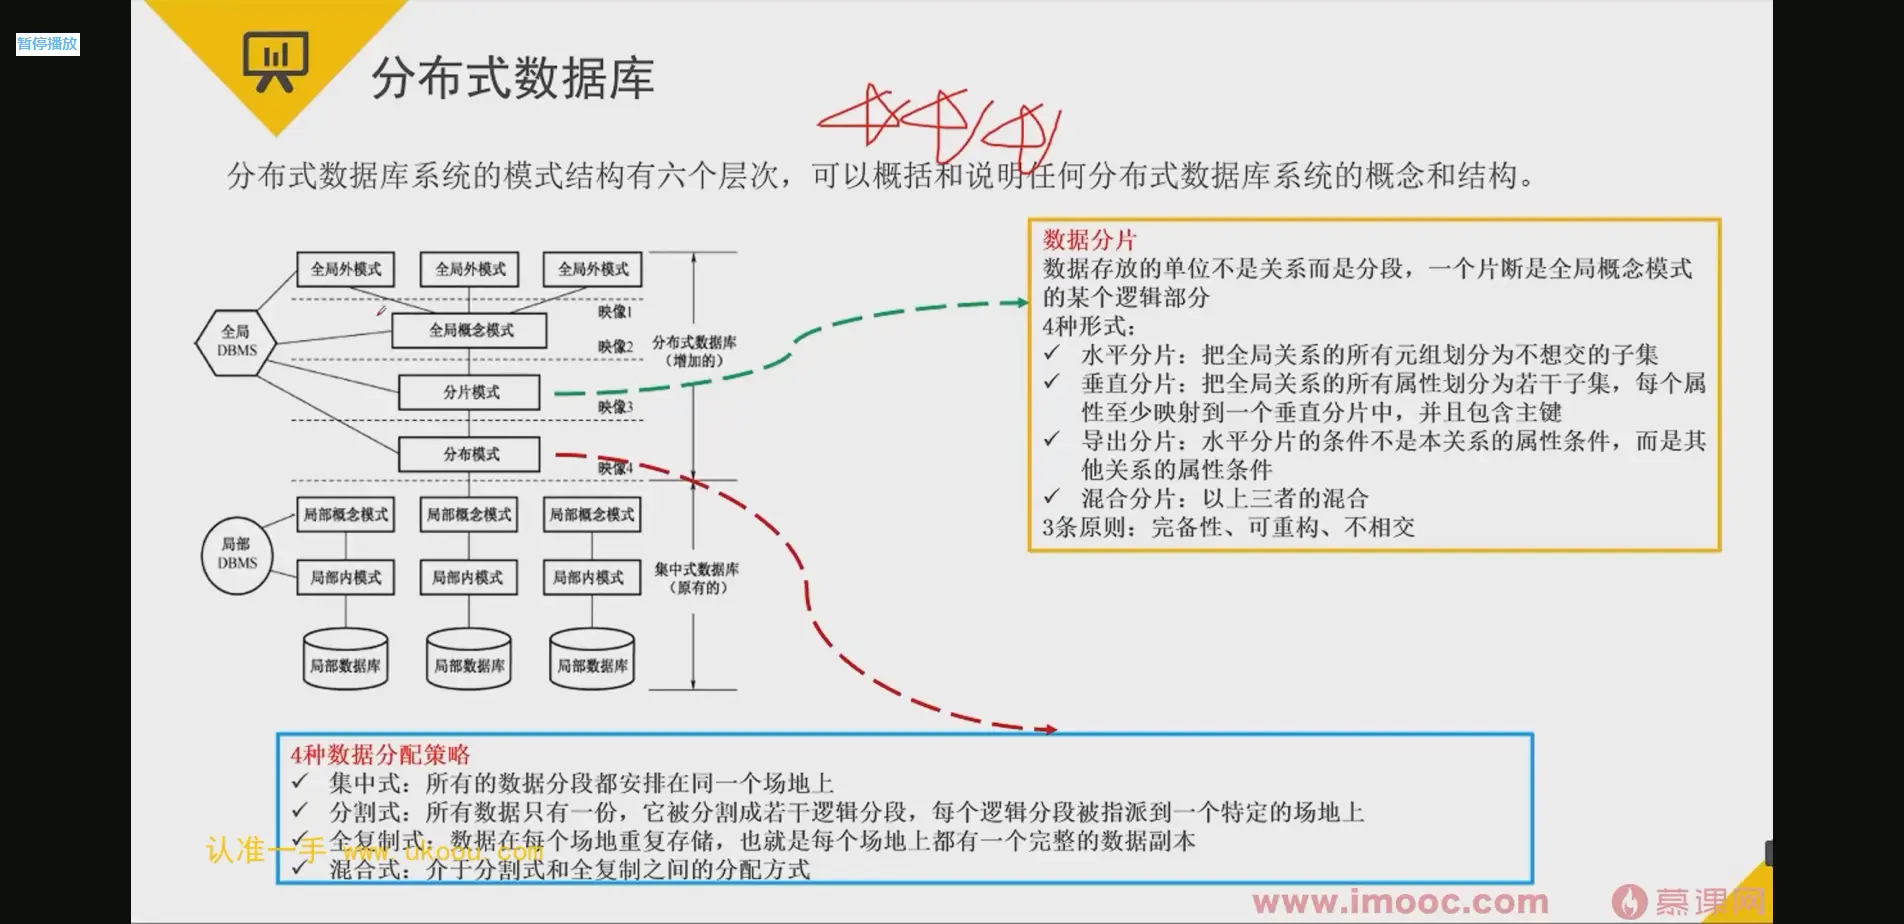 暂停播放
分布式数据库
分布式数据库系统的模式结构有六个层次，可以概括和说明任何分布式数据库系统的概念和结构。
全局外模式 全局外模式 全局外模式
映像1
全局
DBMS
全局概念模式
映像2
分布式数据库
（增加的）
分片模式
映像3
分布模式
映像4
局部概念模式 局部概念模式 局部概念模式
局部
DBMS
局部内模式 局部内模式 局部内模式
集中式数据库
（原有的）
局部数据库 局部数据库 局部数据库
数据分片
数据存放的单位不是关系而是分段，一个片断是全局概念模式
的某个逻辑部分
4种形式：
✓ 水平分片：把全局关系的所有元组划分为不想交的子集
✓ 垂直分片：把全局关系的所有属性划分为若干子集，每个属
性至少映射到一个垂直分片中，并且包含主键
✓ 导出分片：水平分片的条件不是本关系的属性条件，而是其
他关系的属性条件
✓ 混合分片：以上三者的混合
3条原则：完备性、可重构、不相交
4种数据分配策略
✓ 集中式：所有的数据分段都安排在同一个场地上
✓ 分割式：所有数据只有一份，它被分割成若干逻辑分段，每个逻辑分段被指派到一个特定的场地上
✓ 全复制式：数据在每个场地重复存储，也就是每个场地上都有一个完整的数据副本
✓ 混合式：介于分割式和全复制之间的分配方式
认准一手 www.ukoou.com
www.imooc.com 慕课网